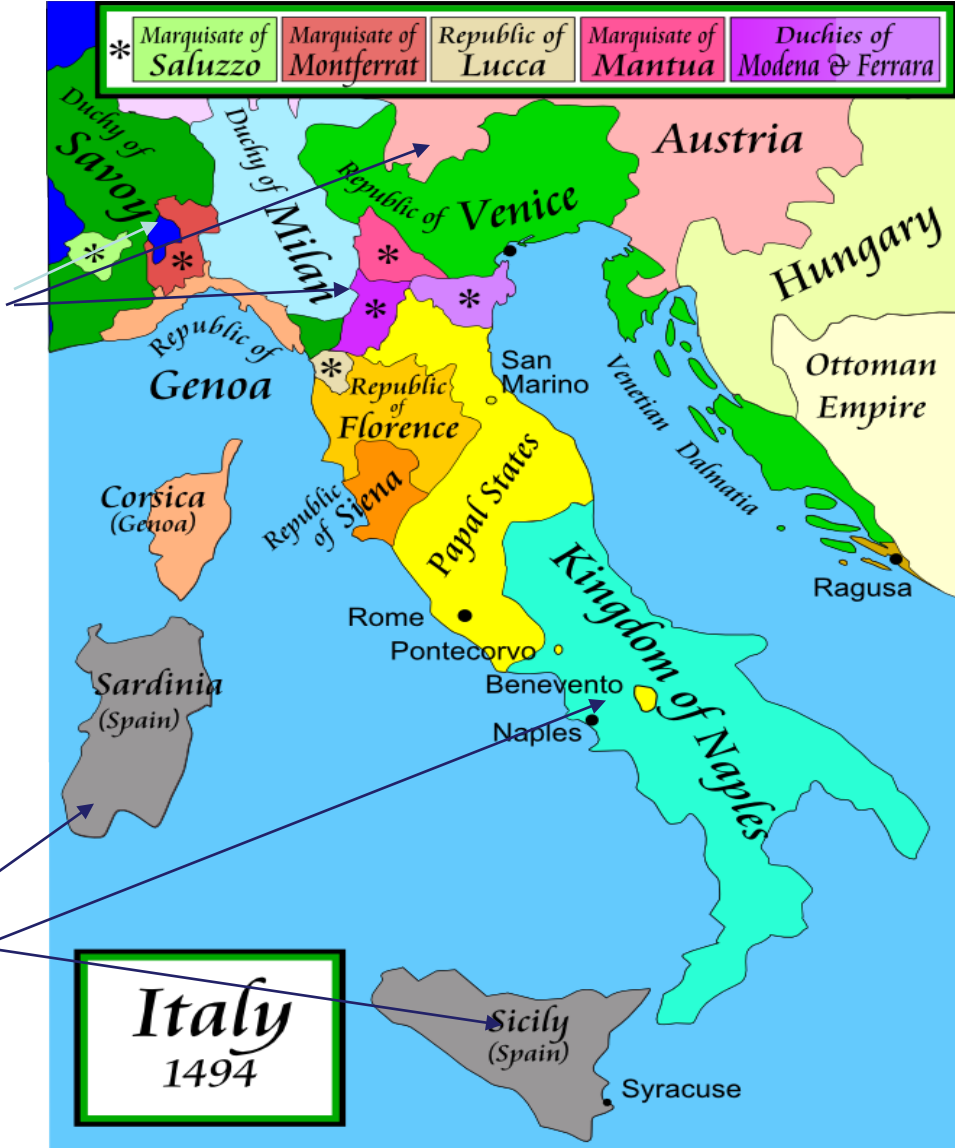 *
Marquisate of
Saluzzo
Marquisate of
Montferrat
Republic of
Lucca
Marquisate of
Mantua
Duchies of
Modena & Ferrara
Duchy of
Savoy
Duchy of
Milan
Republic of Venice
Austria
Hungary
Ottoman
Empire
*
*
*
*
*
*
Republic of
Genoa
Republic
of
Florence
San
Marino
Venetian Dalmatia
Republic
of Siena
Papal States
Corsica
(Genoa)
Ragusa
Rome
Pontecorvo
Benevento
Naples
Kingdom of Naples
Sardinia
(Spain)
Italy
1494
Sicily
(Spain)
Syracuse